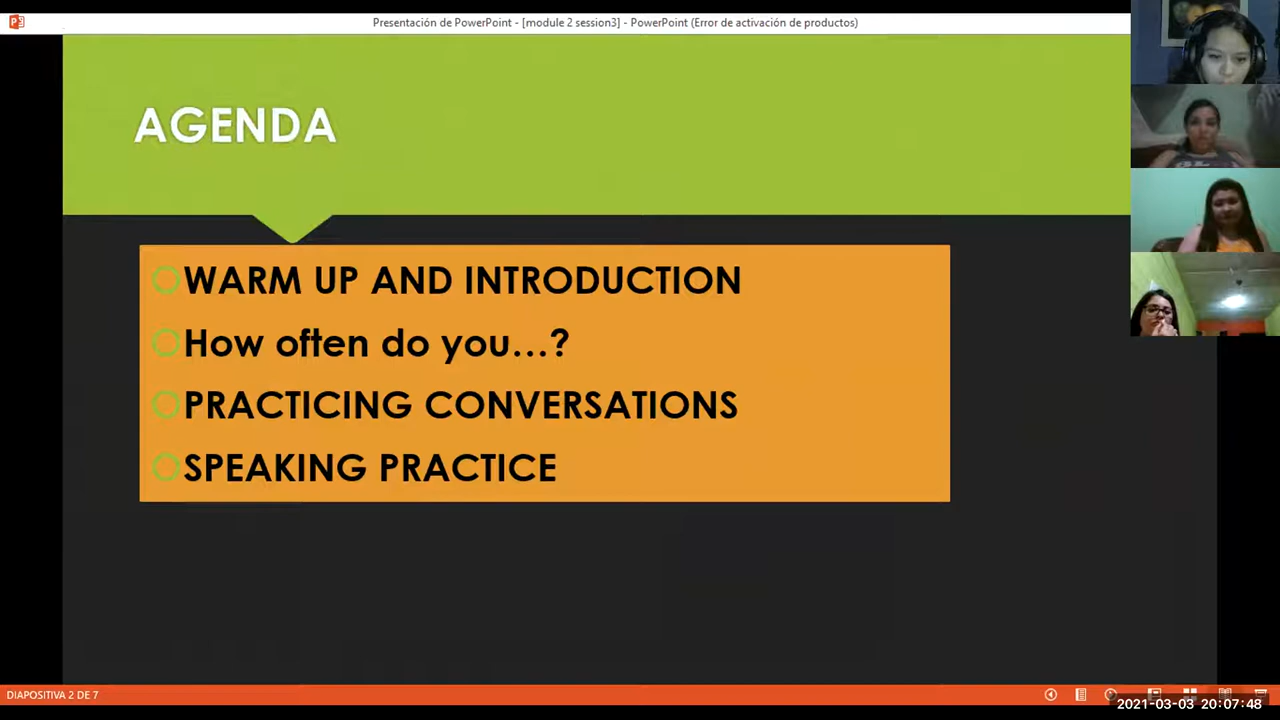 Presentación de PowerPoint - [module 2 session3] - PowerPoint (Error de activación de productos)
AGENDA
WARM UP AND INTRODUCTION
How often do you...?
PRACTICING CONVERSATIONS
SPEAKING PRACTICE
DIAPOSITIVA 2 DE 7
2021-03-03 20:07:48